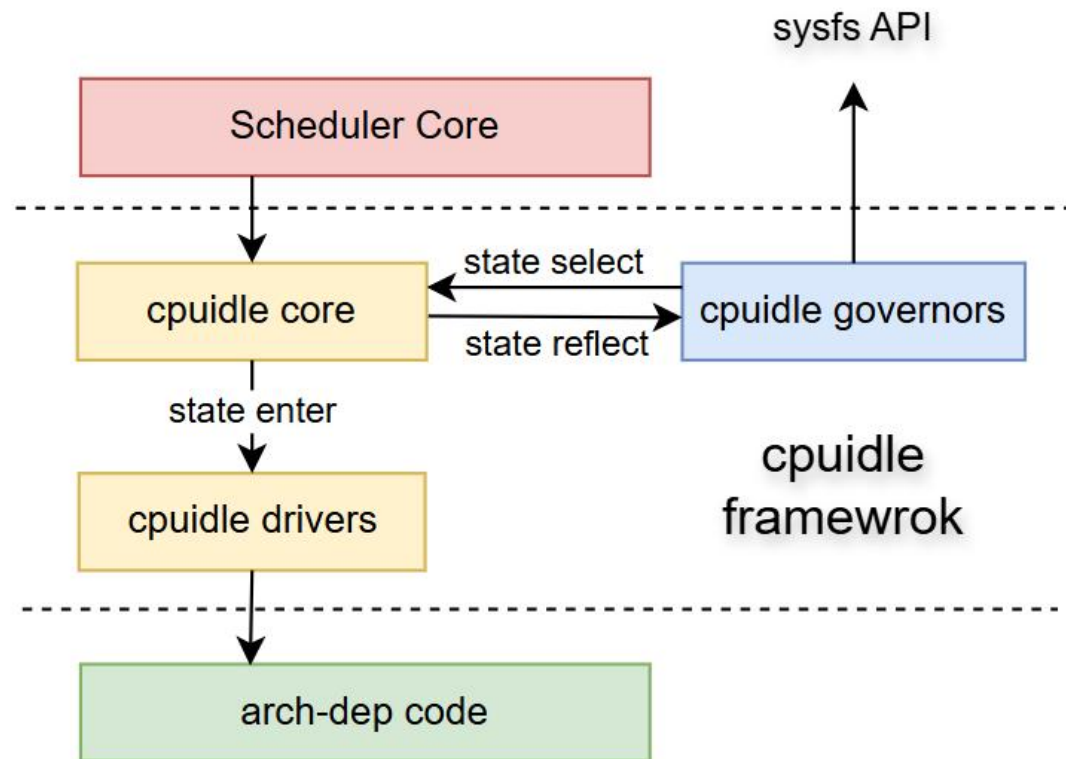 sysfs API
Scheduler Core
state select
cpuidle core
cpuidle governors
state reflect
state enter
cpuidle
framewrok
cpuidle drivers
arch-dep code